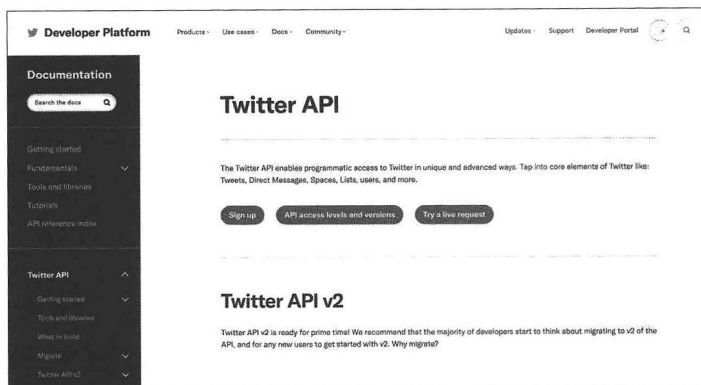 Developer Platform
Products Use cases Docs Community
Updates Support Developer Portal
Documentation
Search the docs
Getting started
Fundamentals
Tools and libraries
Tutorials
API reference index
Twitter API
Getting started
Tools and libraries
What to build
Migrate
Twitter API v2
Twitter API
The Twitter API enables programmatic access to Twitter in unique and advanced ways. Tap into core elements of Twitter like:
Tweets, Direct Messages, Spaces, Lists, users, and more.
Sign up API access levels and versions Try a live request
Twitter API v2
Twitter API v2 is ready for prime time! We recommend that the majority of developers start to think about migrating to v2 of the
API, and for any new users to get started with v2. Why migrate?